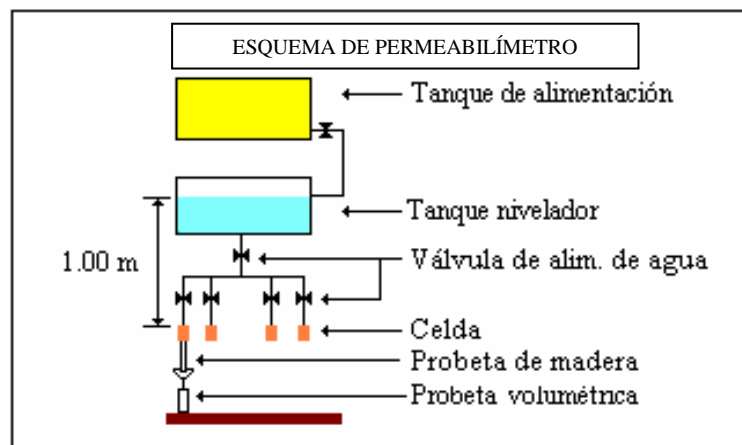 ESQUEMA DE PERMEABILÍMETRO
Tanque de alimentación
Tanque nivelador
1.00 m
Válvula de alim. de agua
Celda
Probeta de madera
Probeta volumétrica